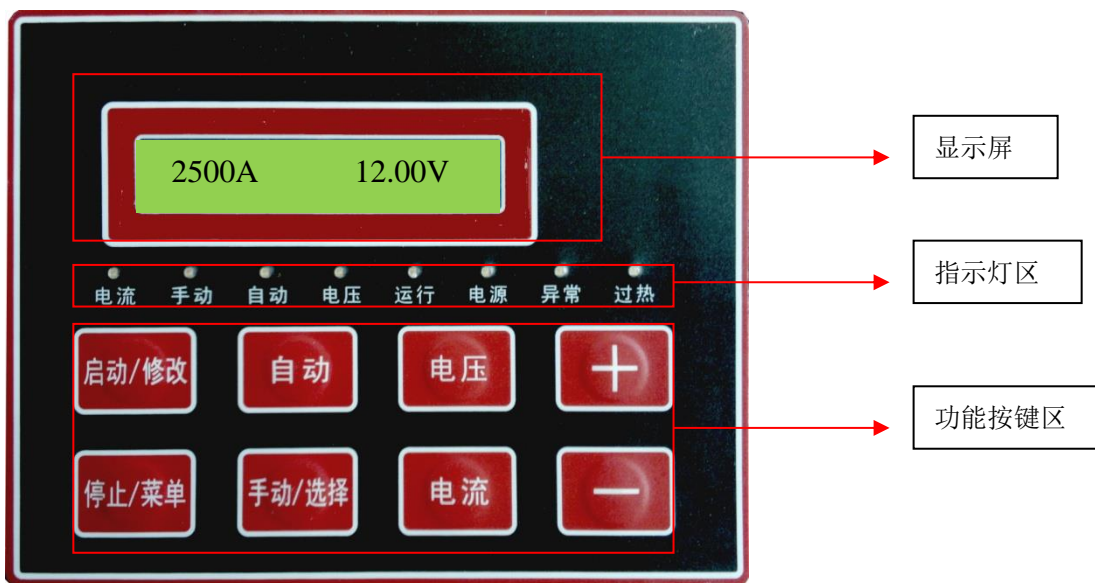 2500A 12.00V
显示屏
电流 手动 自动 电压 运行 电源 异常 过热
指示灯区
启动/修改 自动 电压 +
功能按键区
停止/菜单 手动/选择 电流 -